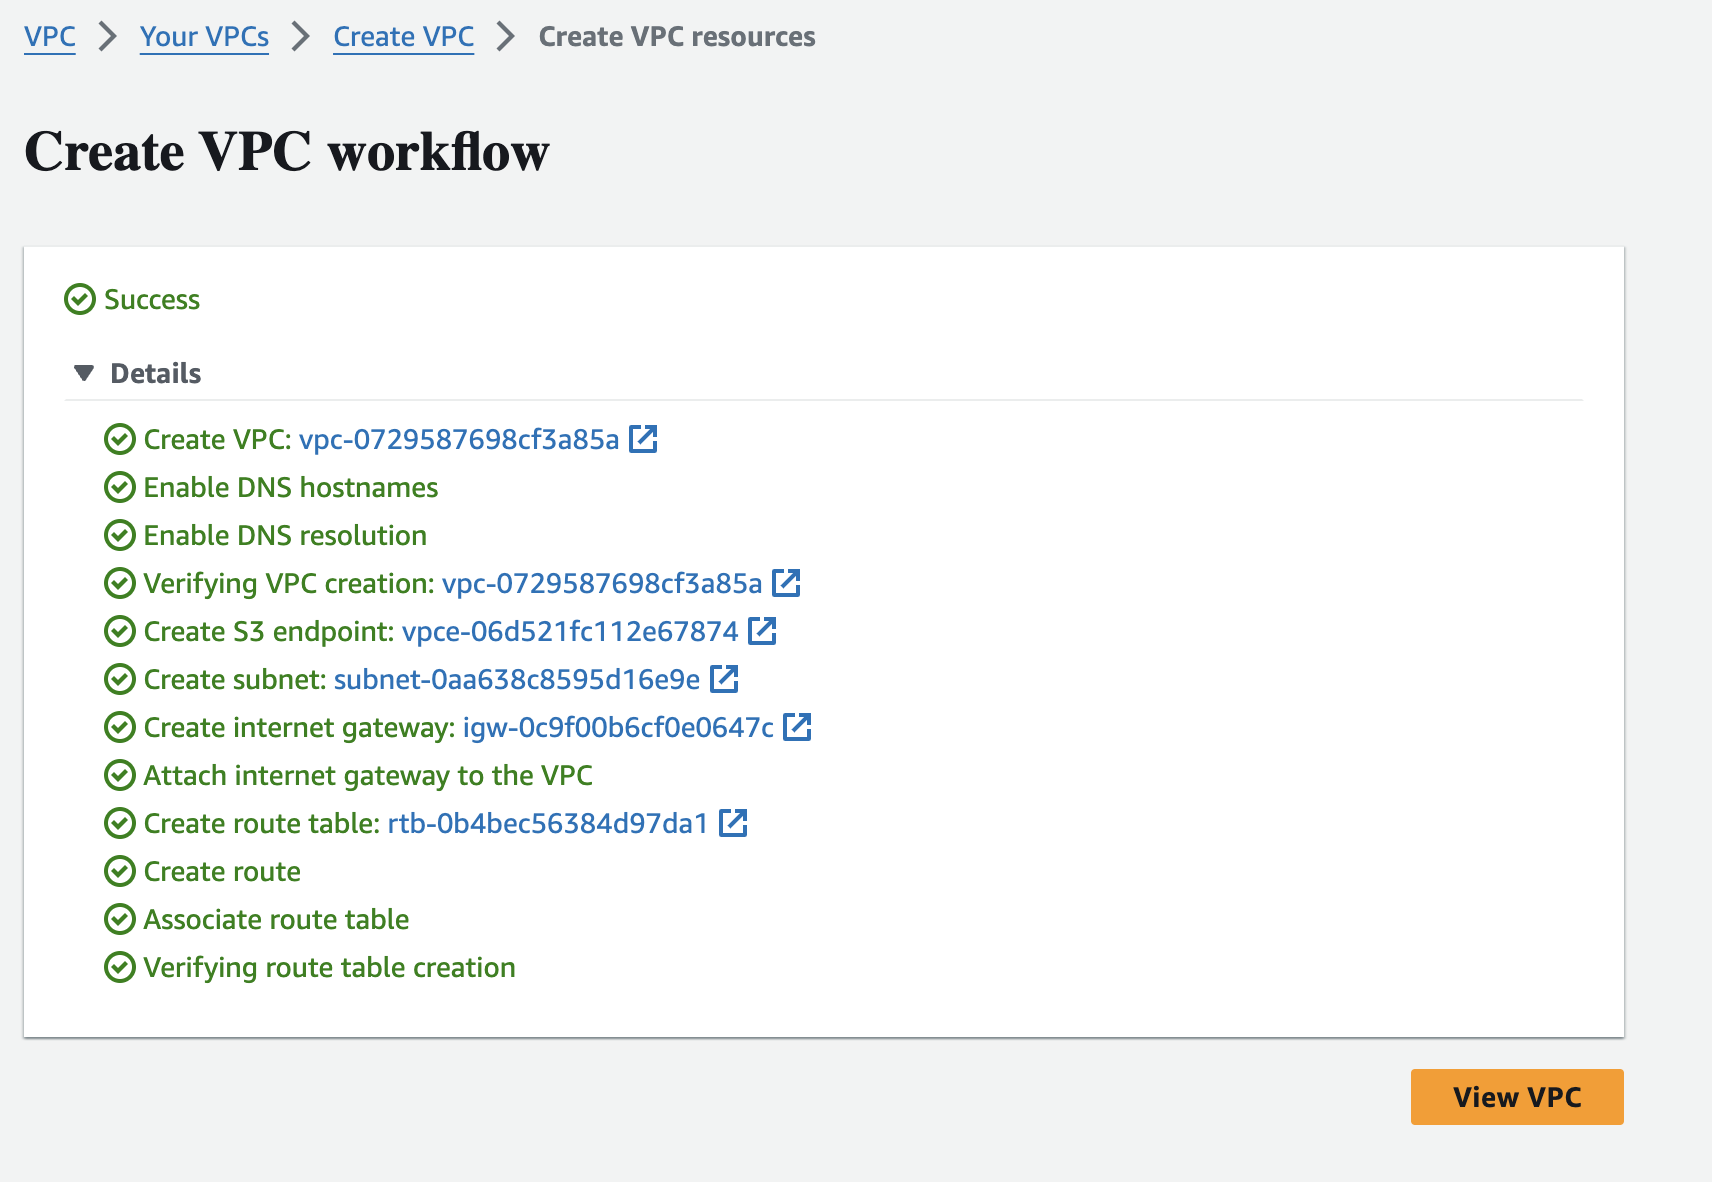 VPC > Your VPCs > Create VPC > Create VPC resources
Create VPC workflow
Success
Details
Create VPC: vpc-0729587698cf3a85a
Enable DNS hostnames
Enable DNS resolution
Verifying VPC creation: vpc-0729587698cf3a85a
Create S3 endpoint: vpce-06d521fc112e67874
Create subnet: subnet-0aa638c8595d16e9e
Create internet gateway: igw-0c9f00b6cf0e0647c
Attach internet gateway to the VPC
Create route table: rtb-0b4bec56384d97da1
Create route
Associate route table
Verifying route table creation
View VPC